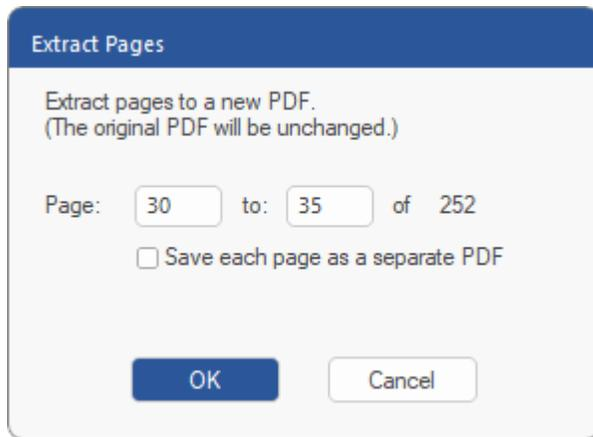 Extract Pages
Extract pages to a new PDF.
(The original PDF will be unchanged.)
Page: 30 to: 35 of 252
Save each page as a separate PDF
OK Cancel